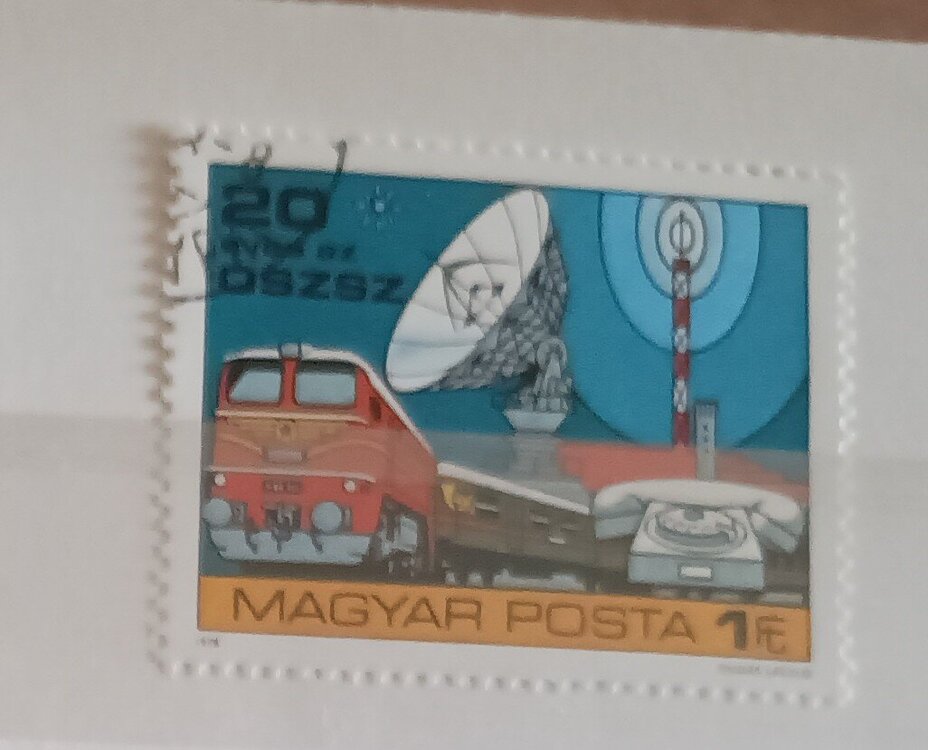 20
ÉVES AZ
OSZSZ
MAGYAR POSTA 1Ft